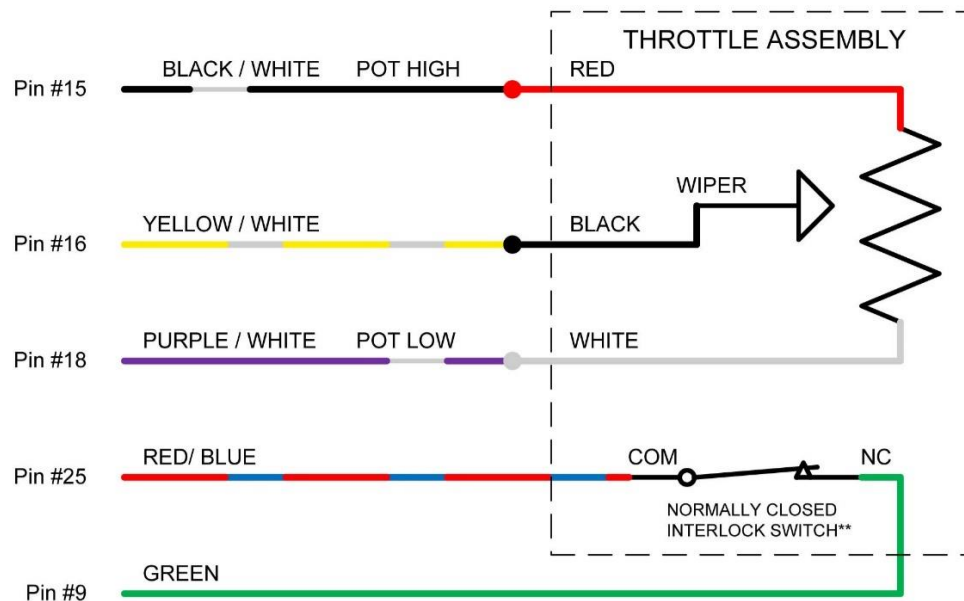 THROTTLE ASSEMBLY
Pin #15
BLACK / WHITE
POT HIGH
RED
WIPER
Pin #16
YELLOW / WHITE
BLACK
Pin #18
PURPLE / WHITE
POT LOW
WHITE
Pin #25
RED/ BLUE
COM
NC
NORMALLY CLOSED
INTERLOCK SWITCH**
Pin #9
GREEN